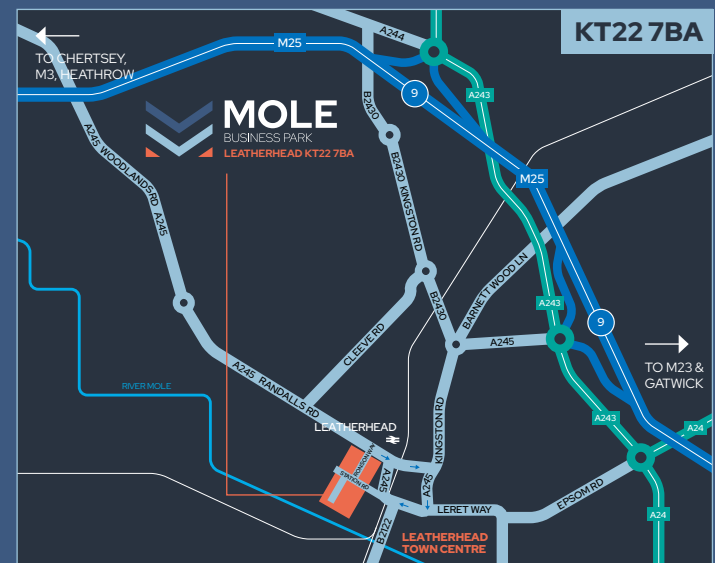 KT22 7BA
A244
M25
TO CHERTSEY,
M3, HEATHROW
B2430
9
A243
MOLE
BUSINESS PARK
LEATHERHEAD KT22 7BA
A245 WOODLANDS RD A245
B2430 KINGSTON RD
M25
BARNETT WOOD LN
B2430
A243
9
CLEEVE RD
A245
TO M23 &
GATWICK
RIVER MOLE
A245 RANDALLS RD
KINGSTON RD
A243
A24
LEATHERHEAD
RONSON WAY
STATION RD
A245
A245
LERET WAY
EPSOM RD
A24
B2122
LEATHERHEAD
TOWN CENTRE